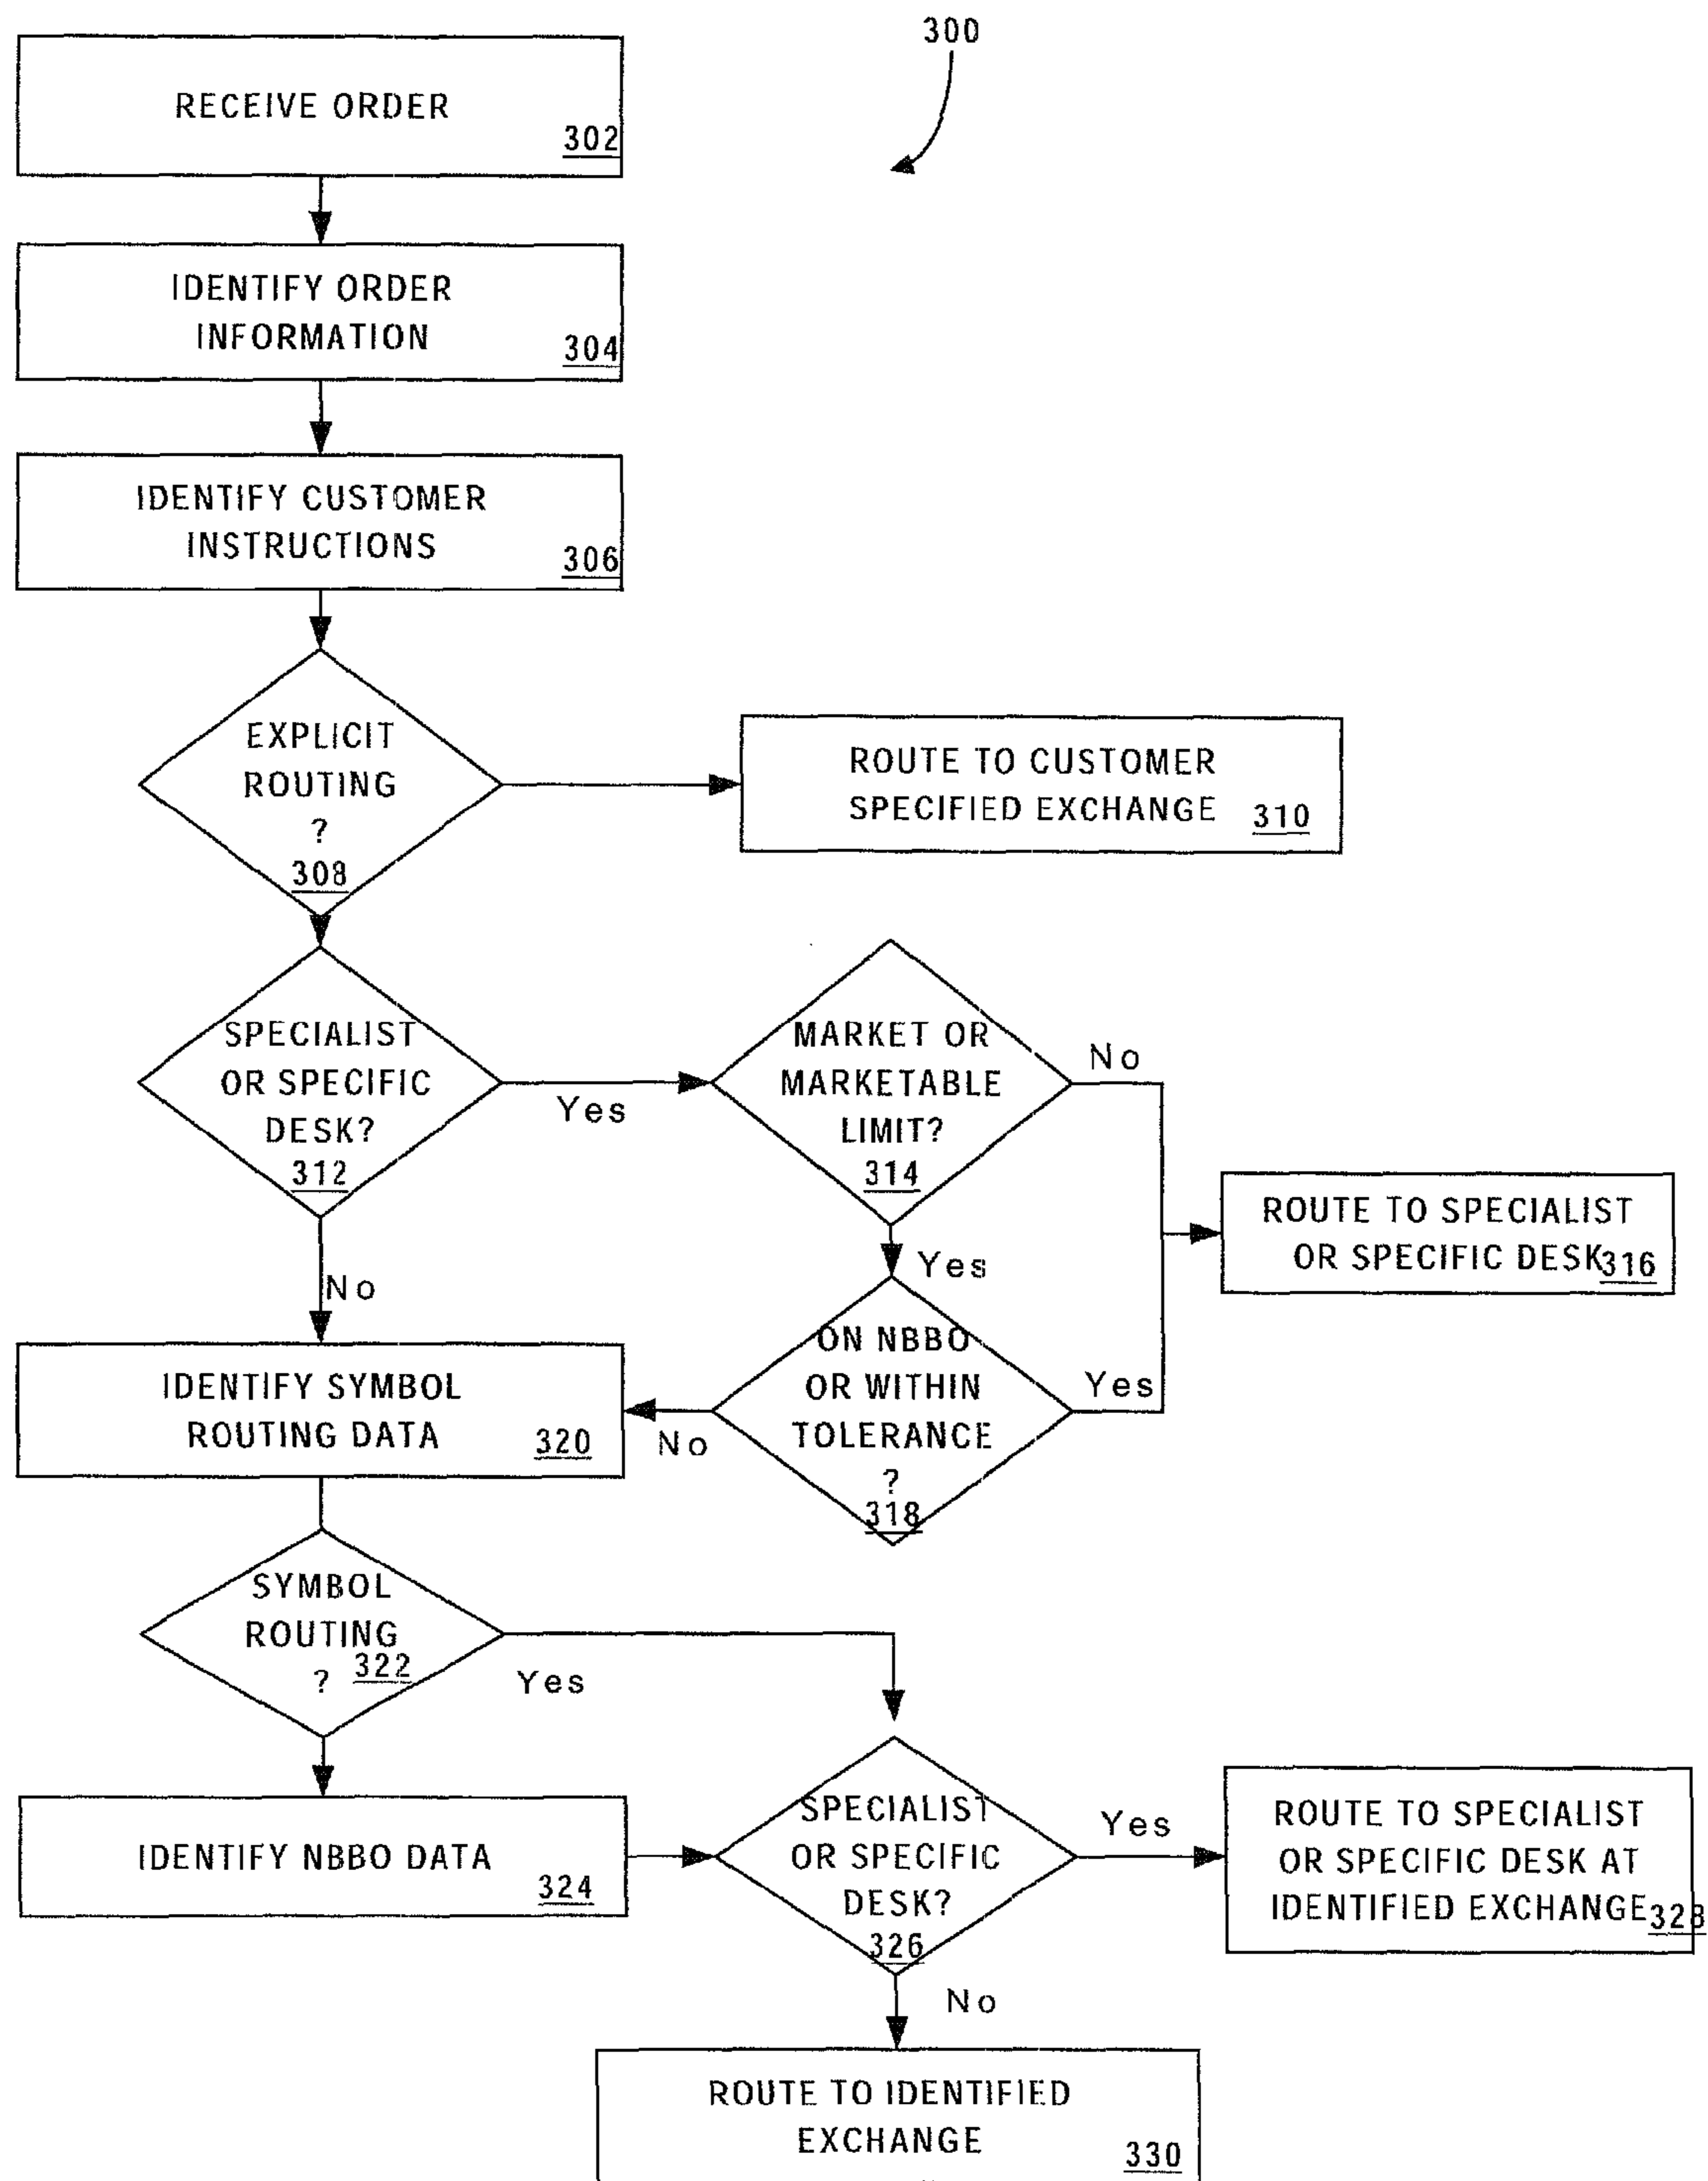 300
RECEIVE ORDER
302
IDENTIFY ORDER
INFORMATION
304
IDENTIFY CUSTOMER
INSTRUCTIONS
306
EXPLICIT
ROUTING
?
308
ROUTE TO CUSTOMER
SPECIFIED EXCHANGE
310
SPECIALIST
OR SPECIFIC
DESK?
312
Yes
No
MARKET OR
MARKETABLE
LIMIT?
314
No
Yes
ROUTE TO SPECIALIST
OR SPECIFIC DESK
316
ON NBBO
OR WITHIN
TOLERANCE
?
318
Yes
No
IDENTIFY SYMBOL
ROUTING DATA
320
SYMBOL
ROUTING
?
322
Yes
IDENTIFY NBBO DATA
324
SPECIALIST
OR SPECIFIC
DESK?
326
Yes
No
ROUTE TO SPECIALIST
OR SPECIFIC DESK AT
IDENTIFIED EXCHANGE
328
ROUTE TO IDENTIFIED
EXCHANGE
330